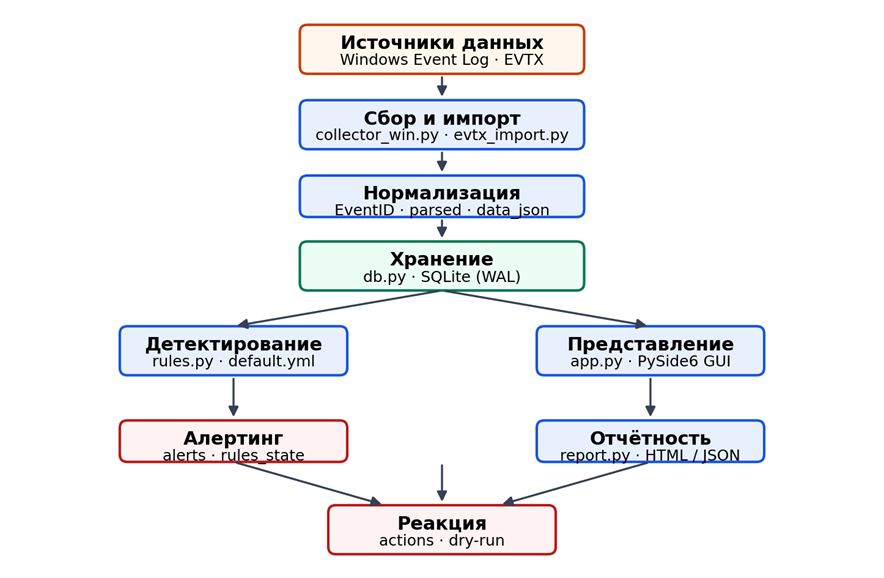 Источники данных
Windows Event Log · EVTX
Сбор и импорт
collector_win.py · evtx_import.py
Нормализация
EventID · parsed · data_json
Хранение
db.py · SQLite (WAL)
Детектирование
rules.py · default.yml
Представление
app.py · PySide6 GUI
Алертинг
alerts · rules_state
Отчётность
report.py · HTML / JSON
Реакция
actions · dry-run